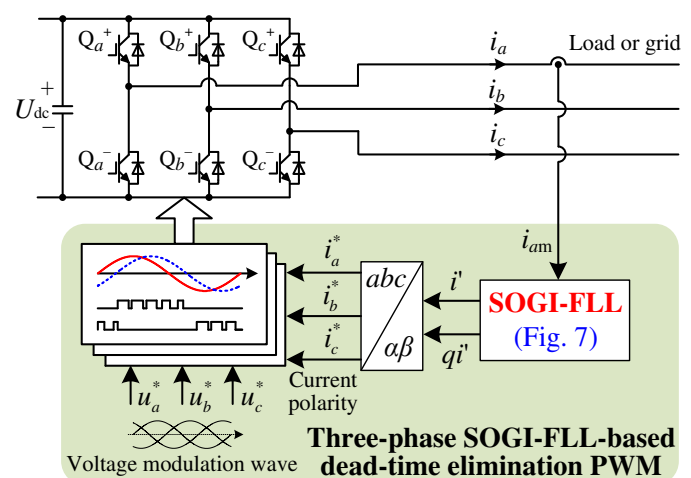 Qa+ Qb+ Qc+
ia Load or grid
+
Udc
−
ib
ic
Qa− Qb− Qc−
iam
ia*
ib*
ic*
abc
αβ
i'
qi'
SOGI-FLL
(Fig. 7)
ua* ub* uc*
Current
polarity
Voltage modulation wave
Three-phase SOGI-FLL-based
dead-time elimination PWM